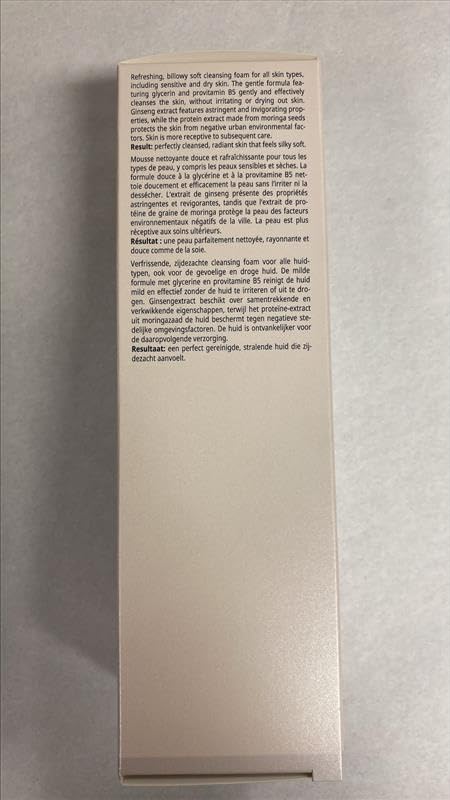 Refreshing, billowy soft cleansing foam for all skin types,
including sensitive and dry skin. The gentle formula fea-
turing glycerin and provitamin B5 gently and effectively
cleanses the skin, without irritating or drying out skin.
Ginseng extract features astringent and invigorating prop-
erties, while the protein extract made from moringa seeds
protects the skin from negative urban environmental fac-
tors. Skin is more receptive to subsequent care.
Result: perfectly cleansed, radiant skin that feels silky soft.
Mousse nettoyante douce et rafraîchissante pour tous les
types de peau, y compris les peaux sensibles et sèches. La
formule douce à la glycérine et à la provitamine B5 net-
toie doucement et efficacement la peau sans l'irriter ni la
dessécher. L'extrait de ginseng présente des propriétés
astringentes et revigorantes, tandis que l'extrait de pro-
téine de graine de moringa protège la peau des facteurs
environnementaux négatifs de la ville. La peau est plus
réceptive aux soins ultérieurs.
Résultat : une peau parfaitement nettoyée, rayonnante et
douce comme de la soie.
Verfrissende, zijdezachte cleansing foam voor alle huid-
typen, ook voor de gevoelige en droge huid. De milde
formule met glycerine en provitamine B5 reinigt de huid
mild en effectief zonder de huid te irriteren of uit te dro-
gen. Ginsengextract beschikt over samentrekkende en
verkwikkende eigenschappen, terwijl het proteïne-extract
uit moringazaad de huid beschermt tegen negatieve ste-
delijke omgevingsfactoren. De huid is ontvankelijker voor
de daaropvolgende verzorging.
Resultaat: een perfect gereinigde, stralende huid die zij-
dezacht aanvoelt.